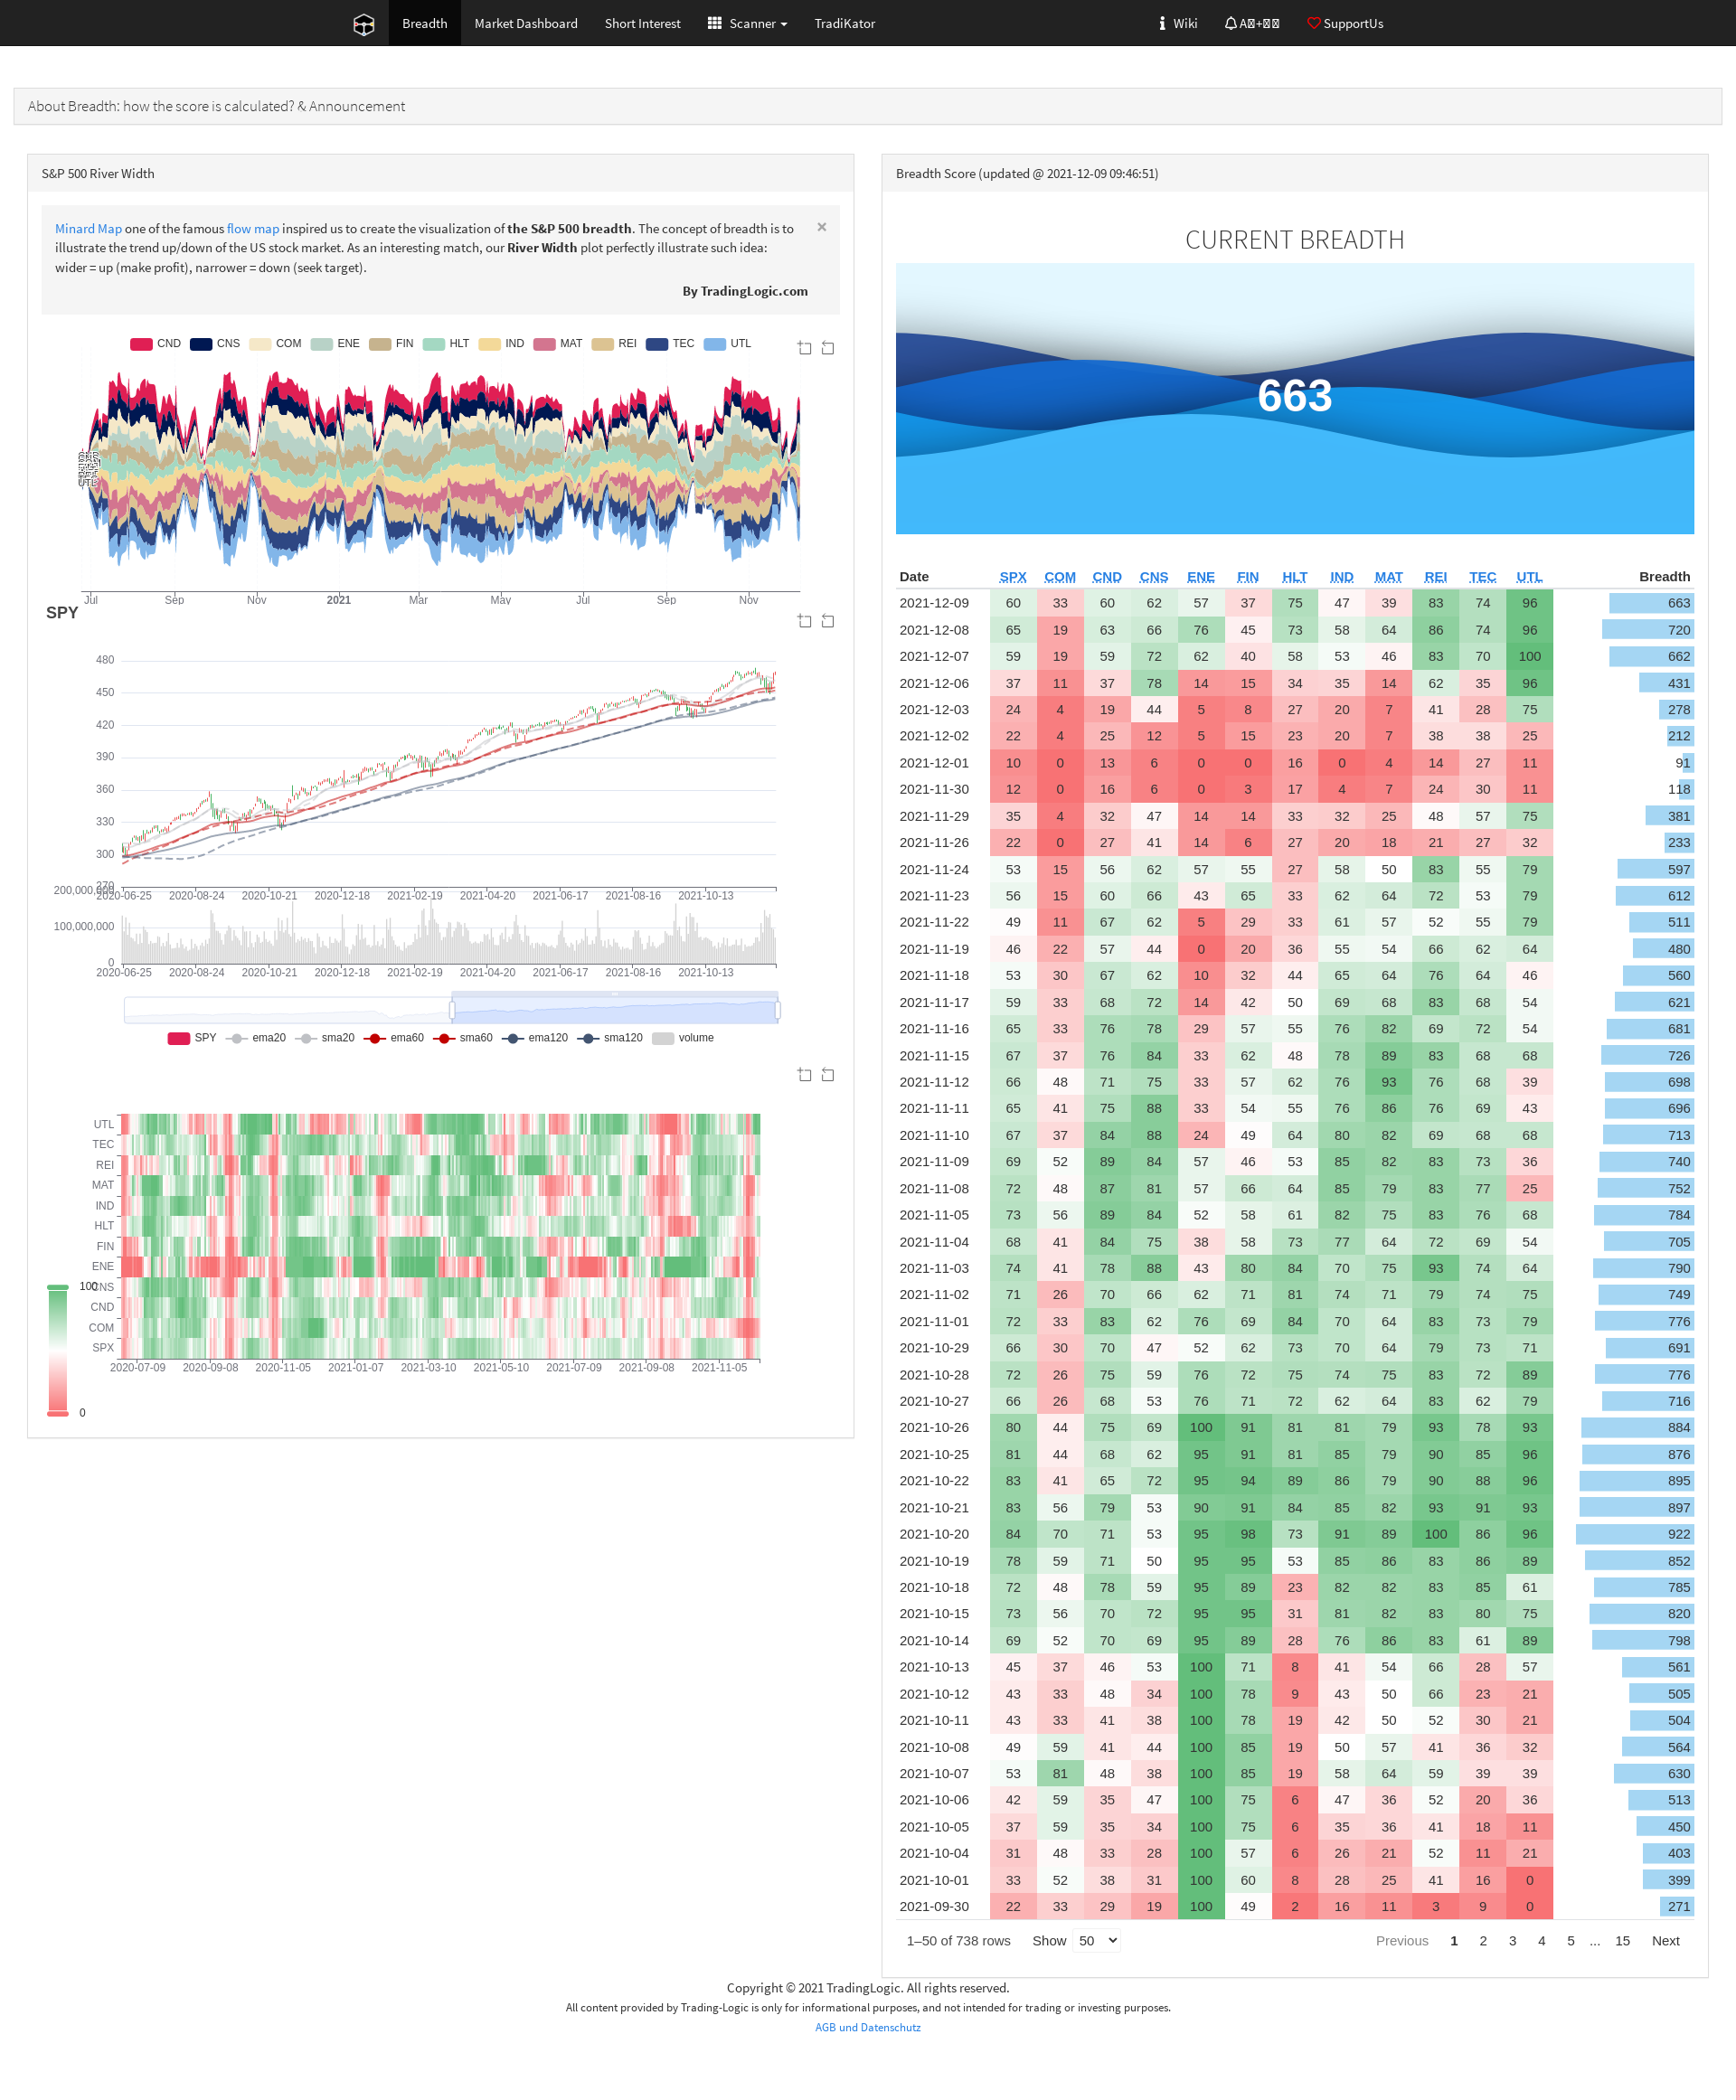 Breadth Market Dashboard Short Interest Scanner TradiKator Wiki SupportUs
About Breadth: how the score is calculated? & Announcement
S&P 500 River Width
Minard Map one of the famous flow map inspired us to create the visualization of the S&P 500 breadth. The concept of breadth is to
illustrate the trend up/down of the US stock market. As an interesting match, our River Width plot perfectly illustrate such idea:
wider = up (make profit), narrower = down (seek target).
×
By TradingLogic.com
CND CNS COM ENE FIN HLT IND MAT REI TEC UTL
UTL
Jul Sep Nov 2021 Mar May Jul Sep Nov
SPY
480
450
420
390
360
330
300
270
2020-06-25 2020-08-24 2020-10-21 2020-12-18 2021-02-19 2021-04-20 2021-06-17 2021-08-16 2021-10-13
200,000,000
100,000,000
0
2020-06-25 2020-08-24 2020-10-21 2020-12-18 2021-02-19 2021-04-20 2021-06-17 2021-08-16 2021-10-13
SPY ema20 sma20 ema60 sma60 ema120 sma120 volume
UTL
TEC
REI
MAT
IND
HLT
FIN
ENE
CNS
CND
COM
SPX
2020-07-09 2020-09-08 2020-11-05 2021-01-07 2021-03-10 2021-05-10 2021-07-09 2021-09-08 2021-11-05
100
0
Breadth Score (updated @ 2021-12-09 09:46:51)
CURRENT BREADTH
663
Date SPX COM CND CNS ENE FIN HLT IND MAT REI TEC UTL Breadth
2021-12-09 60 33 60 62 57 37 75 47 39 83 74 96 663
2021-12-08 65 19 63 66 76 45 73 58 64 86 74 96 720
2021-12-07 59 19 59 72 62 40 58 53 46 83 70 100 662
2021-12-06 37 11 37 78 14 15 34 35 14 62 35 96 431
2021-12-03 24 4 19 44 5 8 27 20 7 41 28 75 278
2021-12-02 22 4 25 12 5 15 23 20 7 38 38 25 212
2021-12-01 10 0 13 6 0 0 16 0 4 14 27 11 91
2021-11-30 12 0 16 6 0 3 17 4 7 24 30 11 118
2021-11-29 35 4 32 47 14 14 33 32 25 48 57 75 381
2021-11-26 22 0 27 41 14 6 27 20 18 21 27 32 233
2021-11-24 53 15 56 62 57 55 27 58 50 83 55 79 597
2021-11-23 56 15 60 66 43 65 33 62 64 72 53 79 612
2021-11-22 49 11 67 62 5 29 33 61 57 52 55 79 511
2021-11-19 46 22 57 44 0 20 36 55 54 66 62 64 480
2021-11-18 53 30 67 62 10 32 44 65 64 76 64 46 560
2021-11-17 59 33 68 72 14 42 50 69 68 83 68 54 621
2021-11-16 65 33 76 78 29 57 55 76 82 69 72 54 681
2021-11-15 67 37 76 84 33 62 48 78 89 83 68 68 726
2021-11-12 66 48 71 75 33 57 62 76 93 76 68 39 698
2021-11-11 65 41 75 88 33 54 55 76 86 76 69 43 696
2021-11-10 67 37 84 88 24 49 64 80 82 69 68 68 713
2021-11-09 69 52 89 84 57 46 53 85 82 83 73 36 740
2021-11-08 72 48 87 81 57 66 64 85 79 83 77 25 752
2021-11-05 73 56 89 84 52 58 61 82 75 83 76 68 784
2021-11-04 68 41 84 75 38 58 73 77 64 72 69 54 705
2021-11-03 74 41 78 88 43 80 84 70 75 93 74 64 790
2021-11-02 71 26 70 66 62 71 81 74 71 79 74 75 749
2021-11-01 72 33 83 62 76 69 84 70 64 83 73 79 776
2021-10-29 66 30 70 47 52 62 73 70 64 79 73 71 691
2021-10-28 72 26 75 59 76 72 75 74 75 83 72 89 776
2021-10-27 66 26 68 53 76 71 72 62 64 83 62 79 716
2021-10-26 80 44 75 69 100 91 81 81 79 93 78 93 884
2021-10-25 81 44 68 62 95 91 81 85 79 90 85 96 876
2021-10-22 83 41 65 72 95 94 89 86 79 90 88 96 895
2021-10-21 83 56 79 53 90 91 84 85 82 93 91 93 897
2021-10-20 84 70 71 53 95 98 73 91 89 100 86 96 922
2021-10-19 78 59 71 50 95 95 53 85 86 83 86 89 852
2021-10-18 72 48 78 59 95 89 23 82 82 83 85 61 785
2021-10-15 73 56 70 72 95 95 31 81 82 83 80 75 820
2021-10-14 69 52 70 69 95 89 28 76 86 83 61 89 798
2021-10-13 45 37 46 53 100 71 8 41 54 66 28 57 561
2021-10-12 43 33 48 34 100 78 9 43 50 66 23 21 505
2021-10-11 43 33 41 38 100 78 19 42 50 52 30 21 504
2021-10-08 49 59 41 44 100 85 19 50 57 41 36 32 564
2021-10-07 53 81 48 38 100 85 19 58 64 59 39 39 630
2021-10-06 42 59 35 47 100 75 6 47 36 52 20 36 513
2021-10-05 37 59 35 34 100 75 6 35 36 41 18 11 450
2021-10-04 31 48 33 28 100 57 6 26 21 52 11 21 403
2021-10-01 33 52 38 31 100 60 8 28 25 41 16 0 399
2021-09-30 22 33 29 19 100 49 2 16 11 3 9 0 271
1–50 of 738 rows Show 50 Previous 1 2 3 4 5 ... 15 Next
Copyright © 2021 TradingLogic. All rights reserved.
All content provided by Trading-Logic is only for informational purposes, and not intended for trading or investing purposes.
AGB und Datenschutz